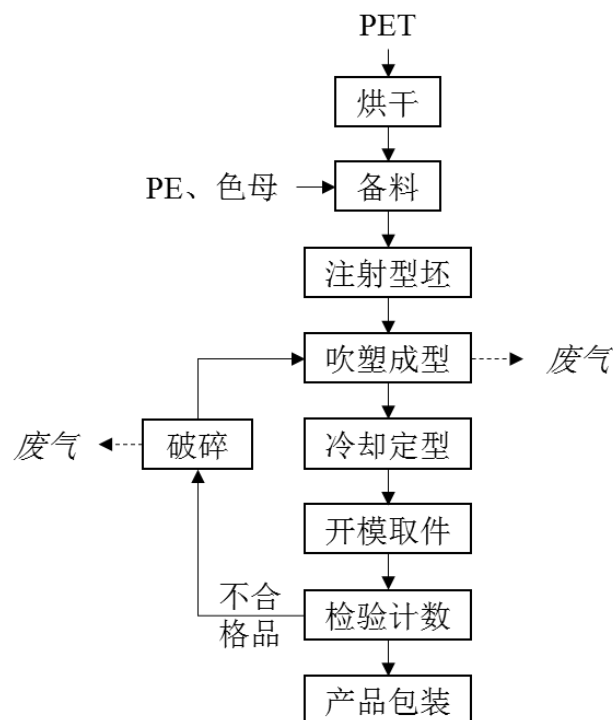 PET
烘干
PE、色母
备料
注射型坯
吹塑成型
废气
废气
破碎
冷却定型
开模取件
不合
格品
检验计数
产品包装